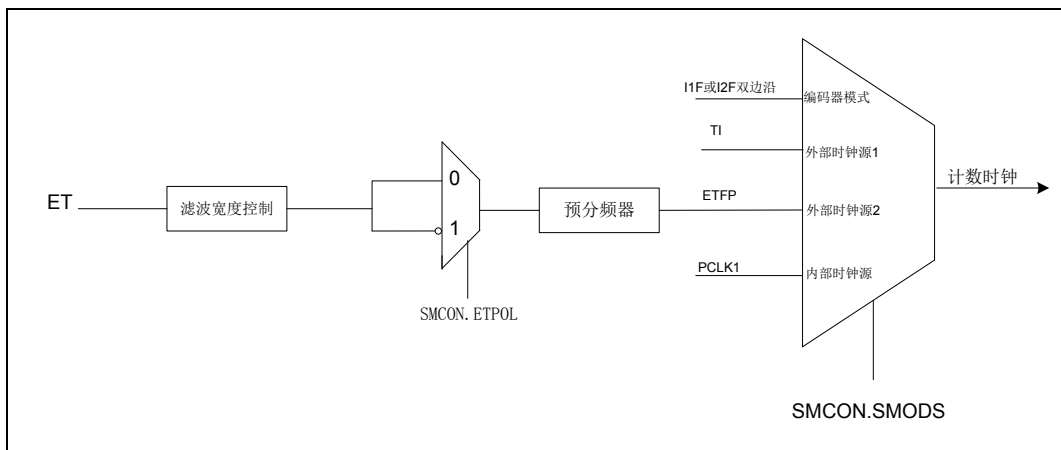 I1F或I2F双边沿
编码器模式
TI
外部时钟源1
计数时钟
ET
滤波宽度控制
0
1
预分频器
ETFP
外部时钟源2
PCLK1
内部时钟源
SMCON.ETPOL
SMCON.SMODS